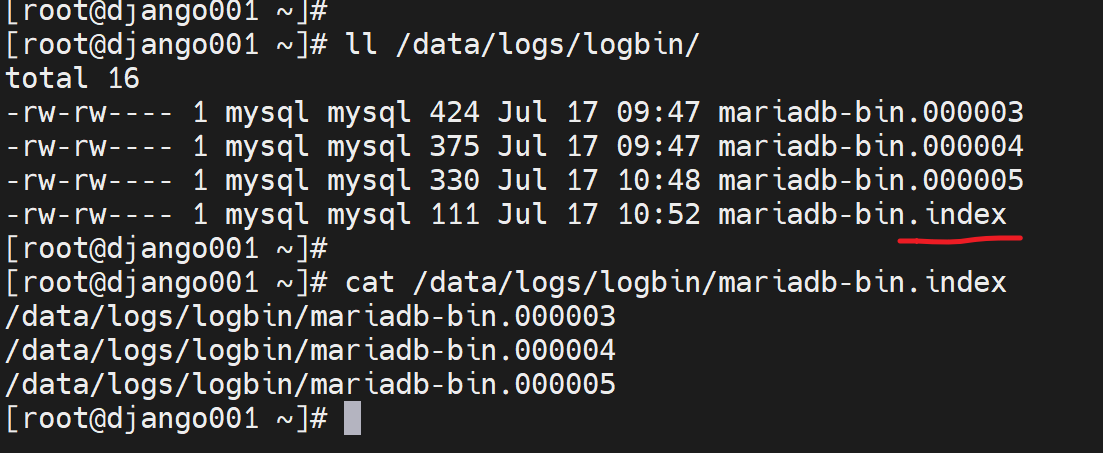 [root@django001 ~]#
[root@django001 ~]# ll /data/logs/logbin/
total 16
-rw-rw---- 1 mysql mysql 424 Jul 17 09:47 mariadb-bin.000003
-rw-rw---- 1 mysql mysql 375 Jul 17 09:47 mariadb-bin.000004
-rw-rw---- 1 mysql mysql 330 Jul 17 10:48 mariadb-bin.000005
-rw-rw---- 1 mysql mysql 111 Jul 17 10:52 mariadb-bin.index
[root@django001 ~]#
[root@django001 ~]# cat /data/logs/logbin/mariadb-bin.index
/data/logs/logbin/mariadb-bin.000003
/data/logs/logbin/mariadb-bin.000004
/data/logs/logbin/mariadb-bin.000005
[root@django001 ~]#